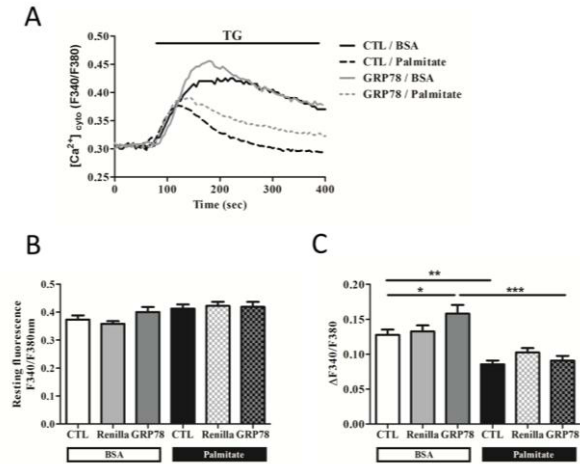 A
TG
CTL / BSA
CTL / Palmitate
GRP78 / BSA
GRP78 / Palmitate
[Ca2+] cyto (F340/F380)
0.50
0.45
0.40
0.35
0.30
0.25
0 100 200 300 400
Time (sec)
B
Resting fluorescence
F340/F380nm
0.5
0.4
0.3
0.2
0.1
0.0
CTL Renilla GRP78 CTL Renilla GRP78
BSA Palmitate
C
ΔF340/F380
0.20
0.15
0.10
0.05
0.00
**
* ***
CTL Renilla GRP78 CTL Renilla GRP78
BSA Palmitate